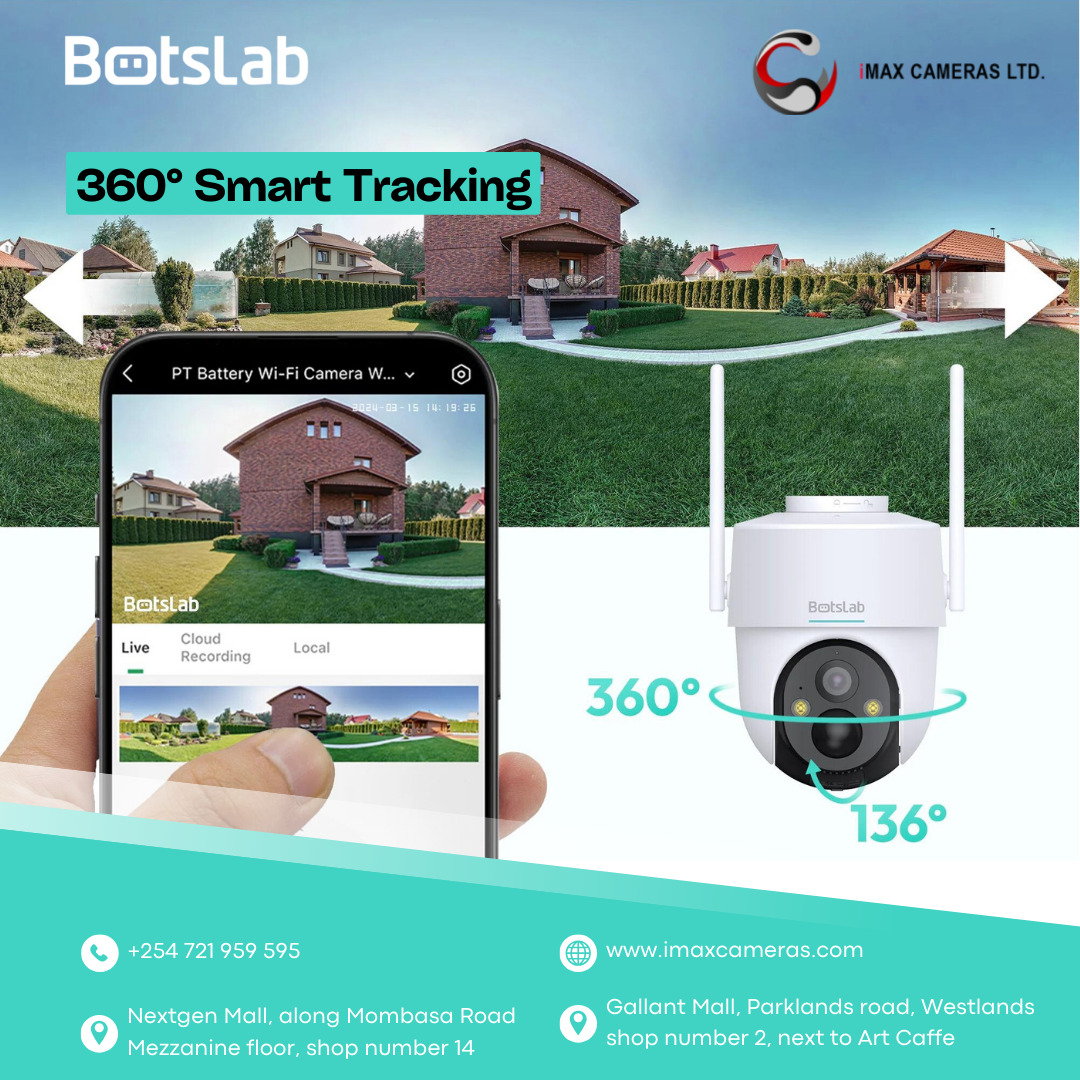 BotsLab
iMAX CAMERAS LTD.
360° Smart Tracking
PT Battery Wi-Fi Camera W...
2024-03-15 14:19:26
BotsLab
Live
Cloud
Recording
Local
BotsLab
360°
136°
+254 721 959 595
www.imaxcameras.com
Nextgen Mall, along Mombasa Road
Mezzanine floor, shop number 14
Gallant Mall, Parklands road, Westlands
shop number 2, next to Art Caffe